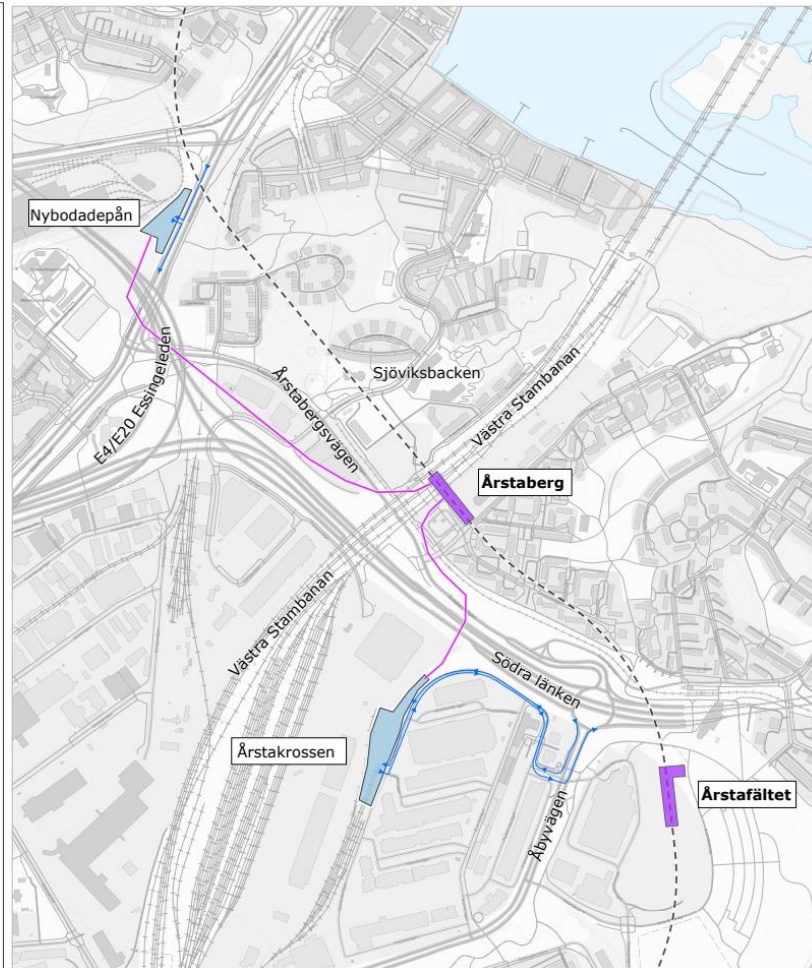 Nybodadepån
E4/E20 Essingeleden
Årstabergsvägen
Sjöviksbacken
Västra Stambanan
Årstaberg
Västra Stambanan
Södra länken
Årstakrossen
Årstafältet
Åbyvägen